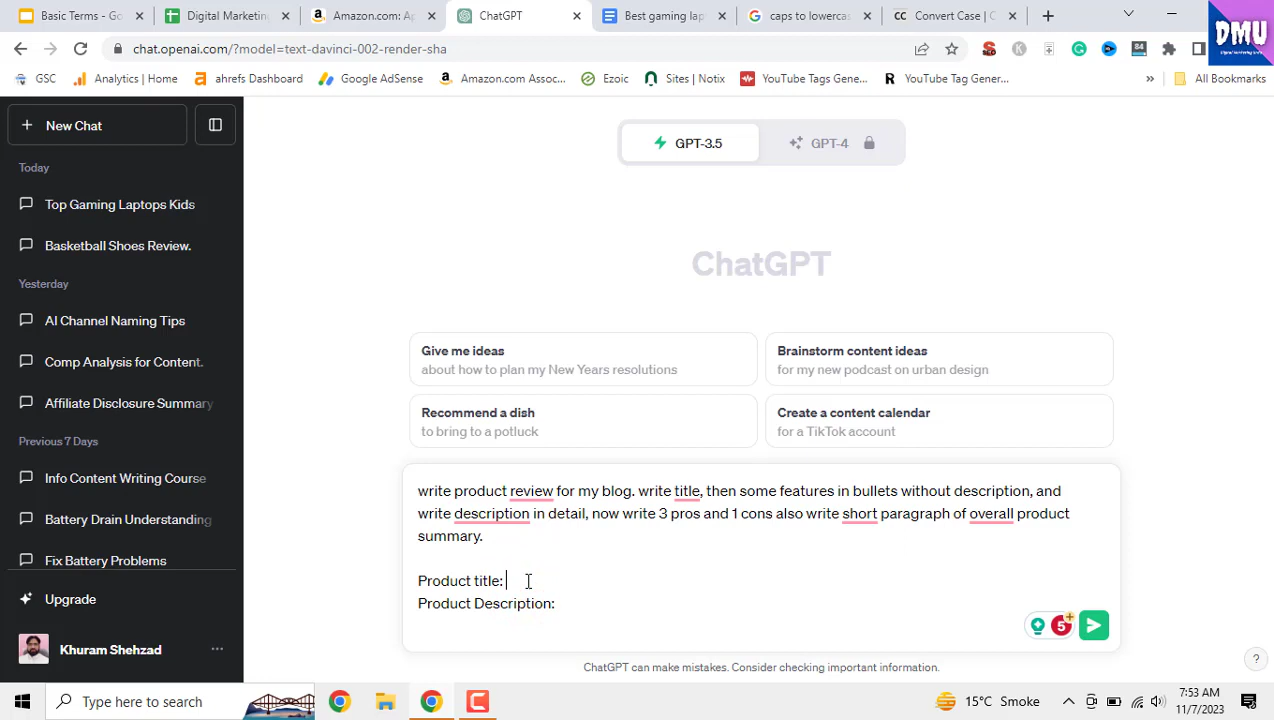 Basic Terms - Go
Digital Marketing
Amazon.com: Ap
ChatGPT
Best gaming lap
caps to lowercas
Convert Case | C
chat.openai.com/?model=text-davinci-002-render-sha
84
DMU
GSC
Analytics | Home
ahrefs Dashboard
Google AdSense
Amazon.com Assoc...
Ezoic
Sites | Notix
YouTube Tags Gene...
YouTube Tag Gener...
All Bookmarks
New Chat
GPT-3.5
GPT-4
Today
Top Gaming Laptops Kids
Basketball Shoes Review.
Yesterday
AI Channel Naming Tips
Comp Analysis for Content.
Affiliate Disclosure Summary
Previous 7 Days
Info Content Writing Course
Battery Drain Understanding
Fix Battery Problems
Upgrade
Khuram Shehzad
ChatGPT
Give me ideas
about how to plan my New Years resolutions
Brainstorm content ideas
for my new podcast on urban design
Recommend a dish
to bring to a potluck
Create a content calendar
for a TikTok account
write product review for my blog. write title, then some features in bullets without description, and
write description in detail, now write 3 pros and 1 cons also write short paragraph of overall product
summary.
Product title:
Product Description:
5
ChatGPT can make mistakes. Consider checking important information.
?
Type here to search
15°C Smoke
7:53 AM
11/7/2023